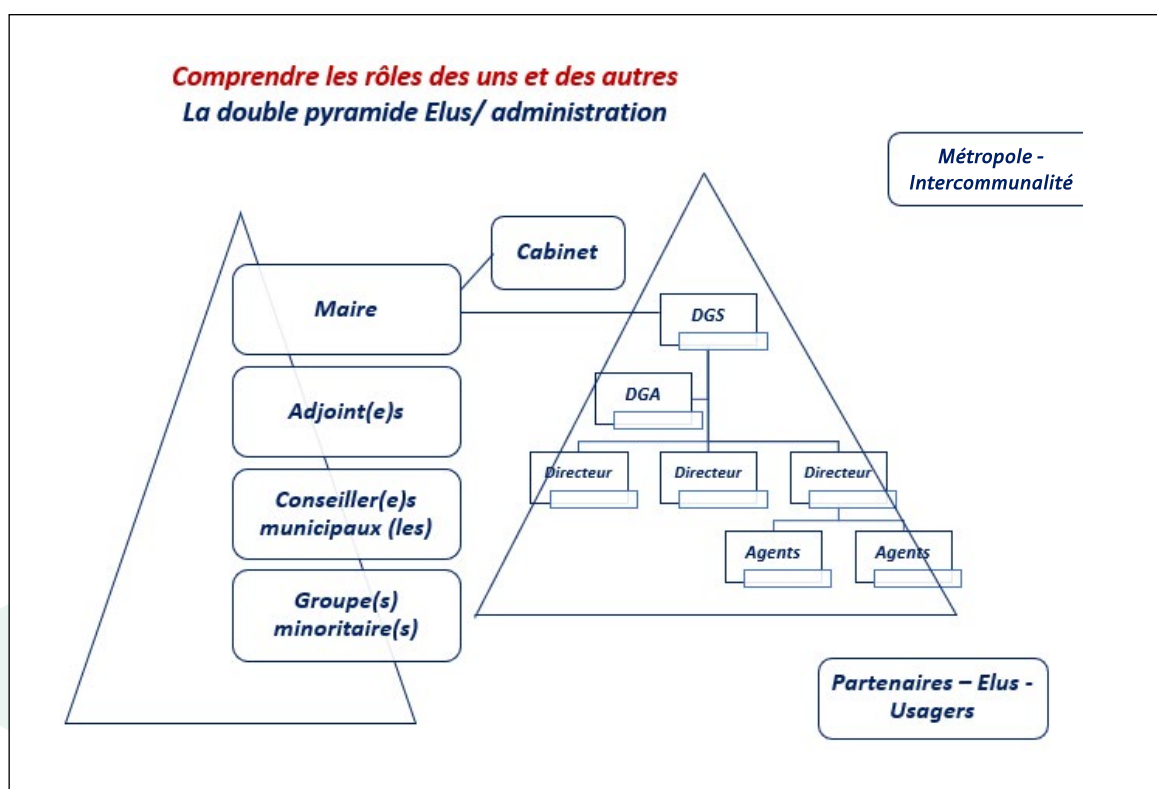 Comprendre les rôles des uns et des autres
La double pyramide Elus/ administration
Métropole -
Intercommunalité
Cabinet
Maire
DGS
Adjoint(e)s
DGA
Conseiller(e)s
municipaux (les)
Directeur
Directeur
Directeur
Agents
Agents
Groupe(s)
minoritaire(s)
Partenaires – Elus -
Usagers